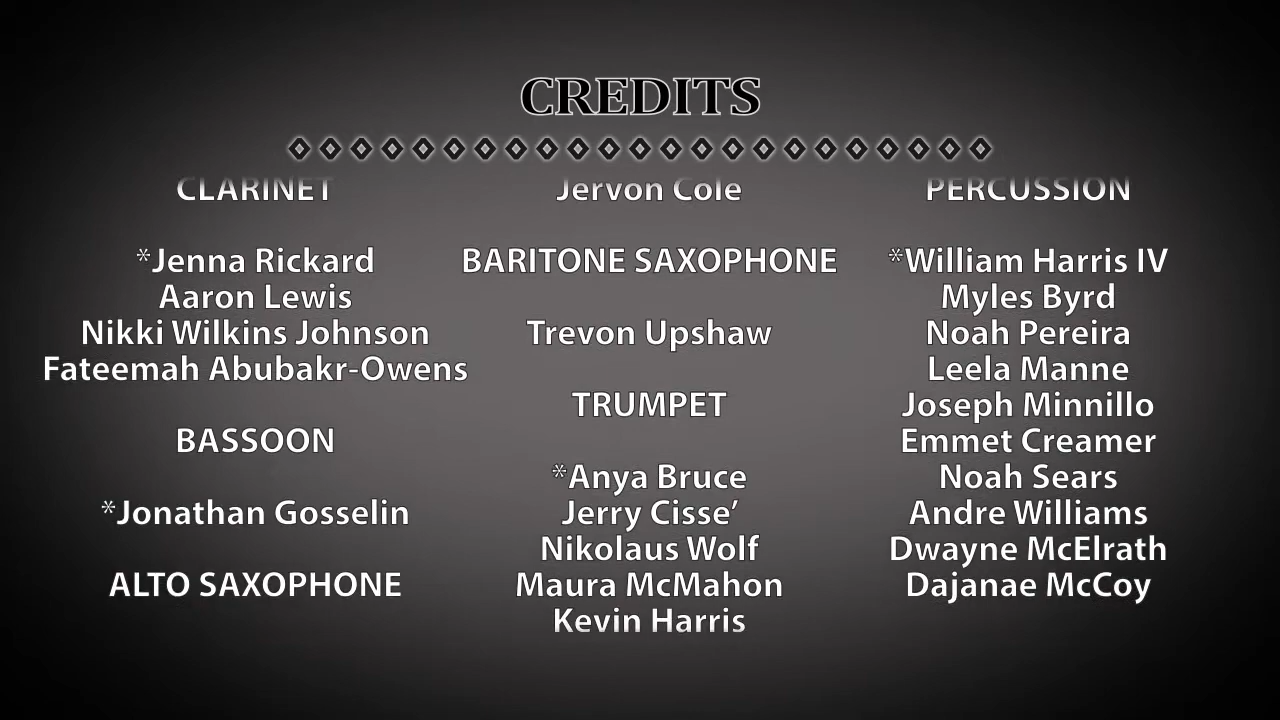 CREDITS
CLARINET
*Jenna Rickard
Aaron Lewis
Nikki Wilkins Johnson
Fateemah Abubakr-Owens
BASSOON
*Jonathan Gosselin
ALTO SAXOPHONE
Jervon Cole
BARITONE SAXOPHONE
Trevon Upshaw
TRUMPET
*Anya Bruce
Jerry Cisse’
Nikolaus Wolf
Maura McMahon
Kevin Harris
PERCUSSION
*William Harris IV
Myles Byrd
Noah Pereira
Leela Manne
Joseph Minnillo
Emmet Creamer
Noah Sears
Andre Williams
Dwayne McElrath
Dajanae McCoy